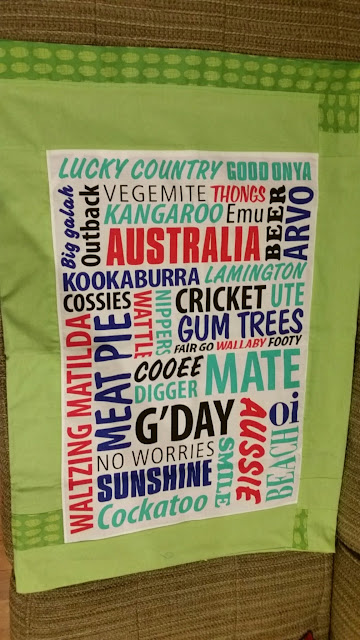 LUCKY COUNTRY GOOD ONYA
Big galah
Outback
VEGEMITE THONGS
KANGAROO Emu
BEER
ARVO
AUSTRALIA
KOOKABURRA LAMINGTON
COSSIES
WATTLE
NIPPERS
CRICKET UTE
GUM TREES
FAIR GO WALLABY FOOTY
WALTZING MATILDA
MEAT PIE
COOEE
DIGGER
MATE
G'DAY
AUSSIE
oi
NO WORRIES
SMILE
BEACH
SUNSHINE
Cockatoo